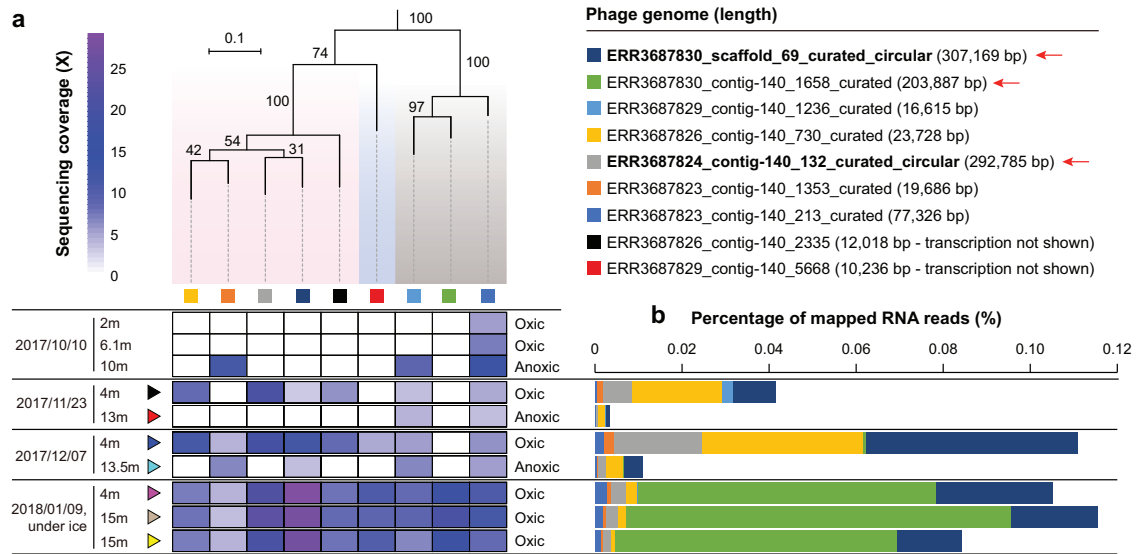 a
Sequencing coverage (X)
25
20
15
10
5
0
0.1
100
74
100
100
97
54
42
31
Phage genome (length)
ERR3687830_scaffold_69_curated_circular (307,169 bp)
ERR3687830_contig-140_1658_curated (203,887 bp)
ERR3687829_contig-140_1236_curated (16,615 bp)
ERR3687826_contig-140_730_curated (23,728 bp)
ERR3687824_contig-140_132_curated_circular (292,785 bp)
ERR3687823_contig-140_1353_curated (19,686 bp)
ERR3687823_contig-140_213_curated (77,326 bp)
ERR3687826_contig-140_2335 (12,018 bp - transcription not shown)
ERR3687829_contig-140_5668 (10,236 bp - transcription not shown)
b Percentage of mapped RNA reads (%)
0 0.02 0.04 0.06 0.08 0.10 0.12
2017/10/10
2m Oxic
6.1m Oxic
10m Anoxic
2017/11/23
4m Oxic
13m Anoxic
2017/12/07
4m Oxic
13.5m Anoxic
2018/01/09,
under ice
4m Oxic
15m Oxic
15m Oxic